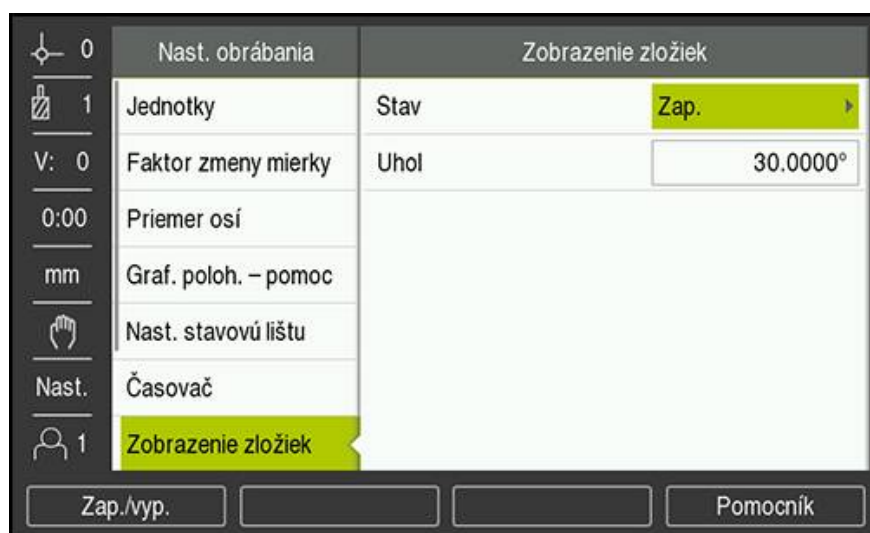 0 Nast. obrábania Zobrazenie zložiek
1 Jednotky Stav Zap.
V: 0 Faktor zmeny mierky Uhol 30.0000°
0:00 Priemer osí
mm Graf. poloh. – pomoc
Nast. stavovú lištu
Nast. Časovač
1 Zobrazenie zložiek
Zap./vyp. Pomocník